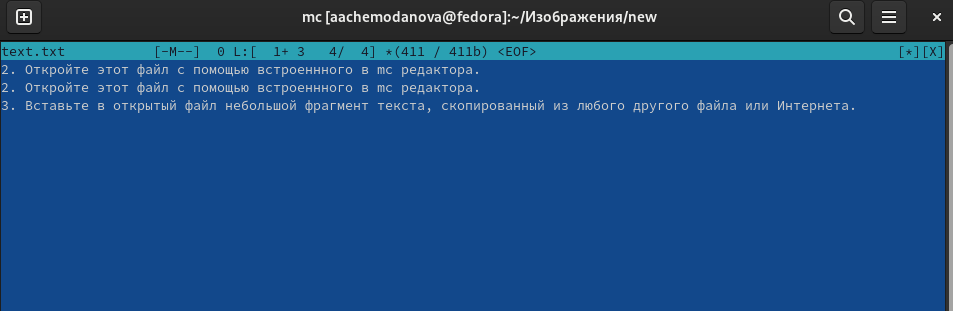 mc [aachemodanova@fedora]:~/Изображения/new
text.txt [-M--] 0 L:[ 1+ 3 4/ 4] *(411 / 411b) <EOF> [*][X]
2. Откройте этот файл с помощью встроеннного в mc редактора.
2. Откройте этот файл с помощью встроеннного в mc редактора.
3. Вставьте в открытый файл небольшой фрагмент текста, скопированный из любого другого файла или Интернета.